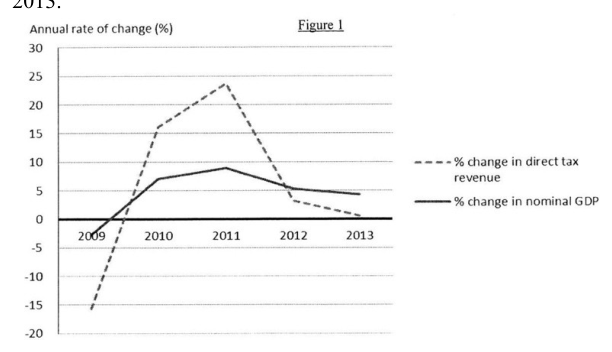 2013.
Annual rate of change (%)
Figure 1
30
25
20
15
10
5
0
-5
-10
-15
-20
2009 2010 2011 2012 2013
% change in direct tax
revenue
% change in nominal GDP